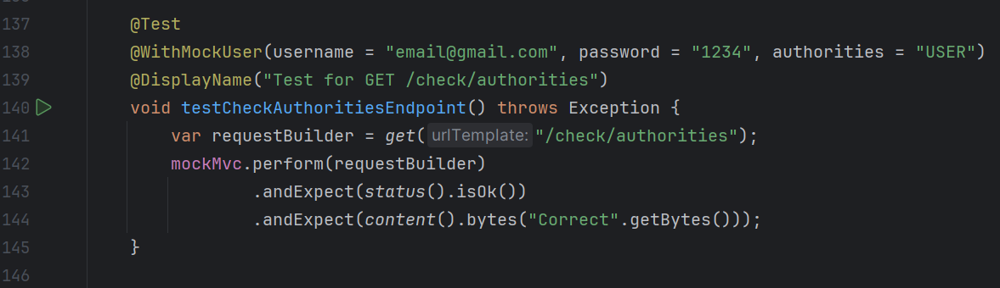 137 @Test
138 @WithMockUser(username = "email@gmail.com", password = "1234", authorities = "USER")
139 @DisplayName("Test for GET /check/authorities")
140 void testCheckAuthoritiesEndpoint() throws Exception {
141 var requestBuilder = get( urlTemplate: "/check/authorities");
142 mockMvc.perform(requestBuilder)
143 .andExpect(status().isOk())
144 .andExpect(content().bytes("Correct".getBytes()));
145 }
146